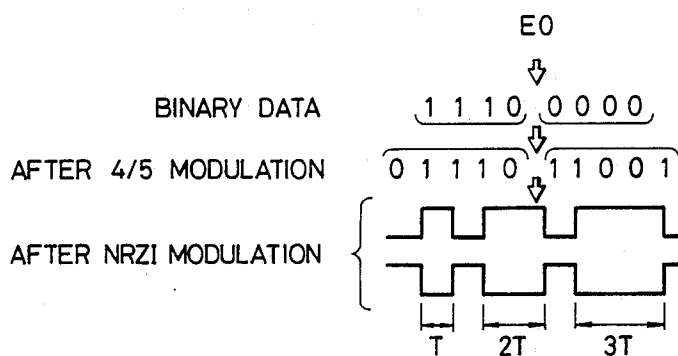 E0
BINARY DATA 1 1 1 0 0 0 0 0
AFTER 4/5 MODULATION 0 1 1 1 0 1 1 0 0 1
AFTER NRZI MODULATION
T 2T 3T